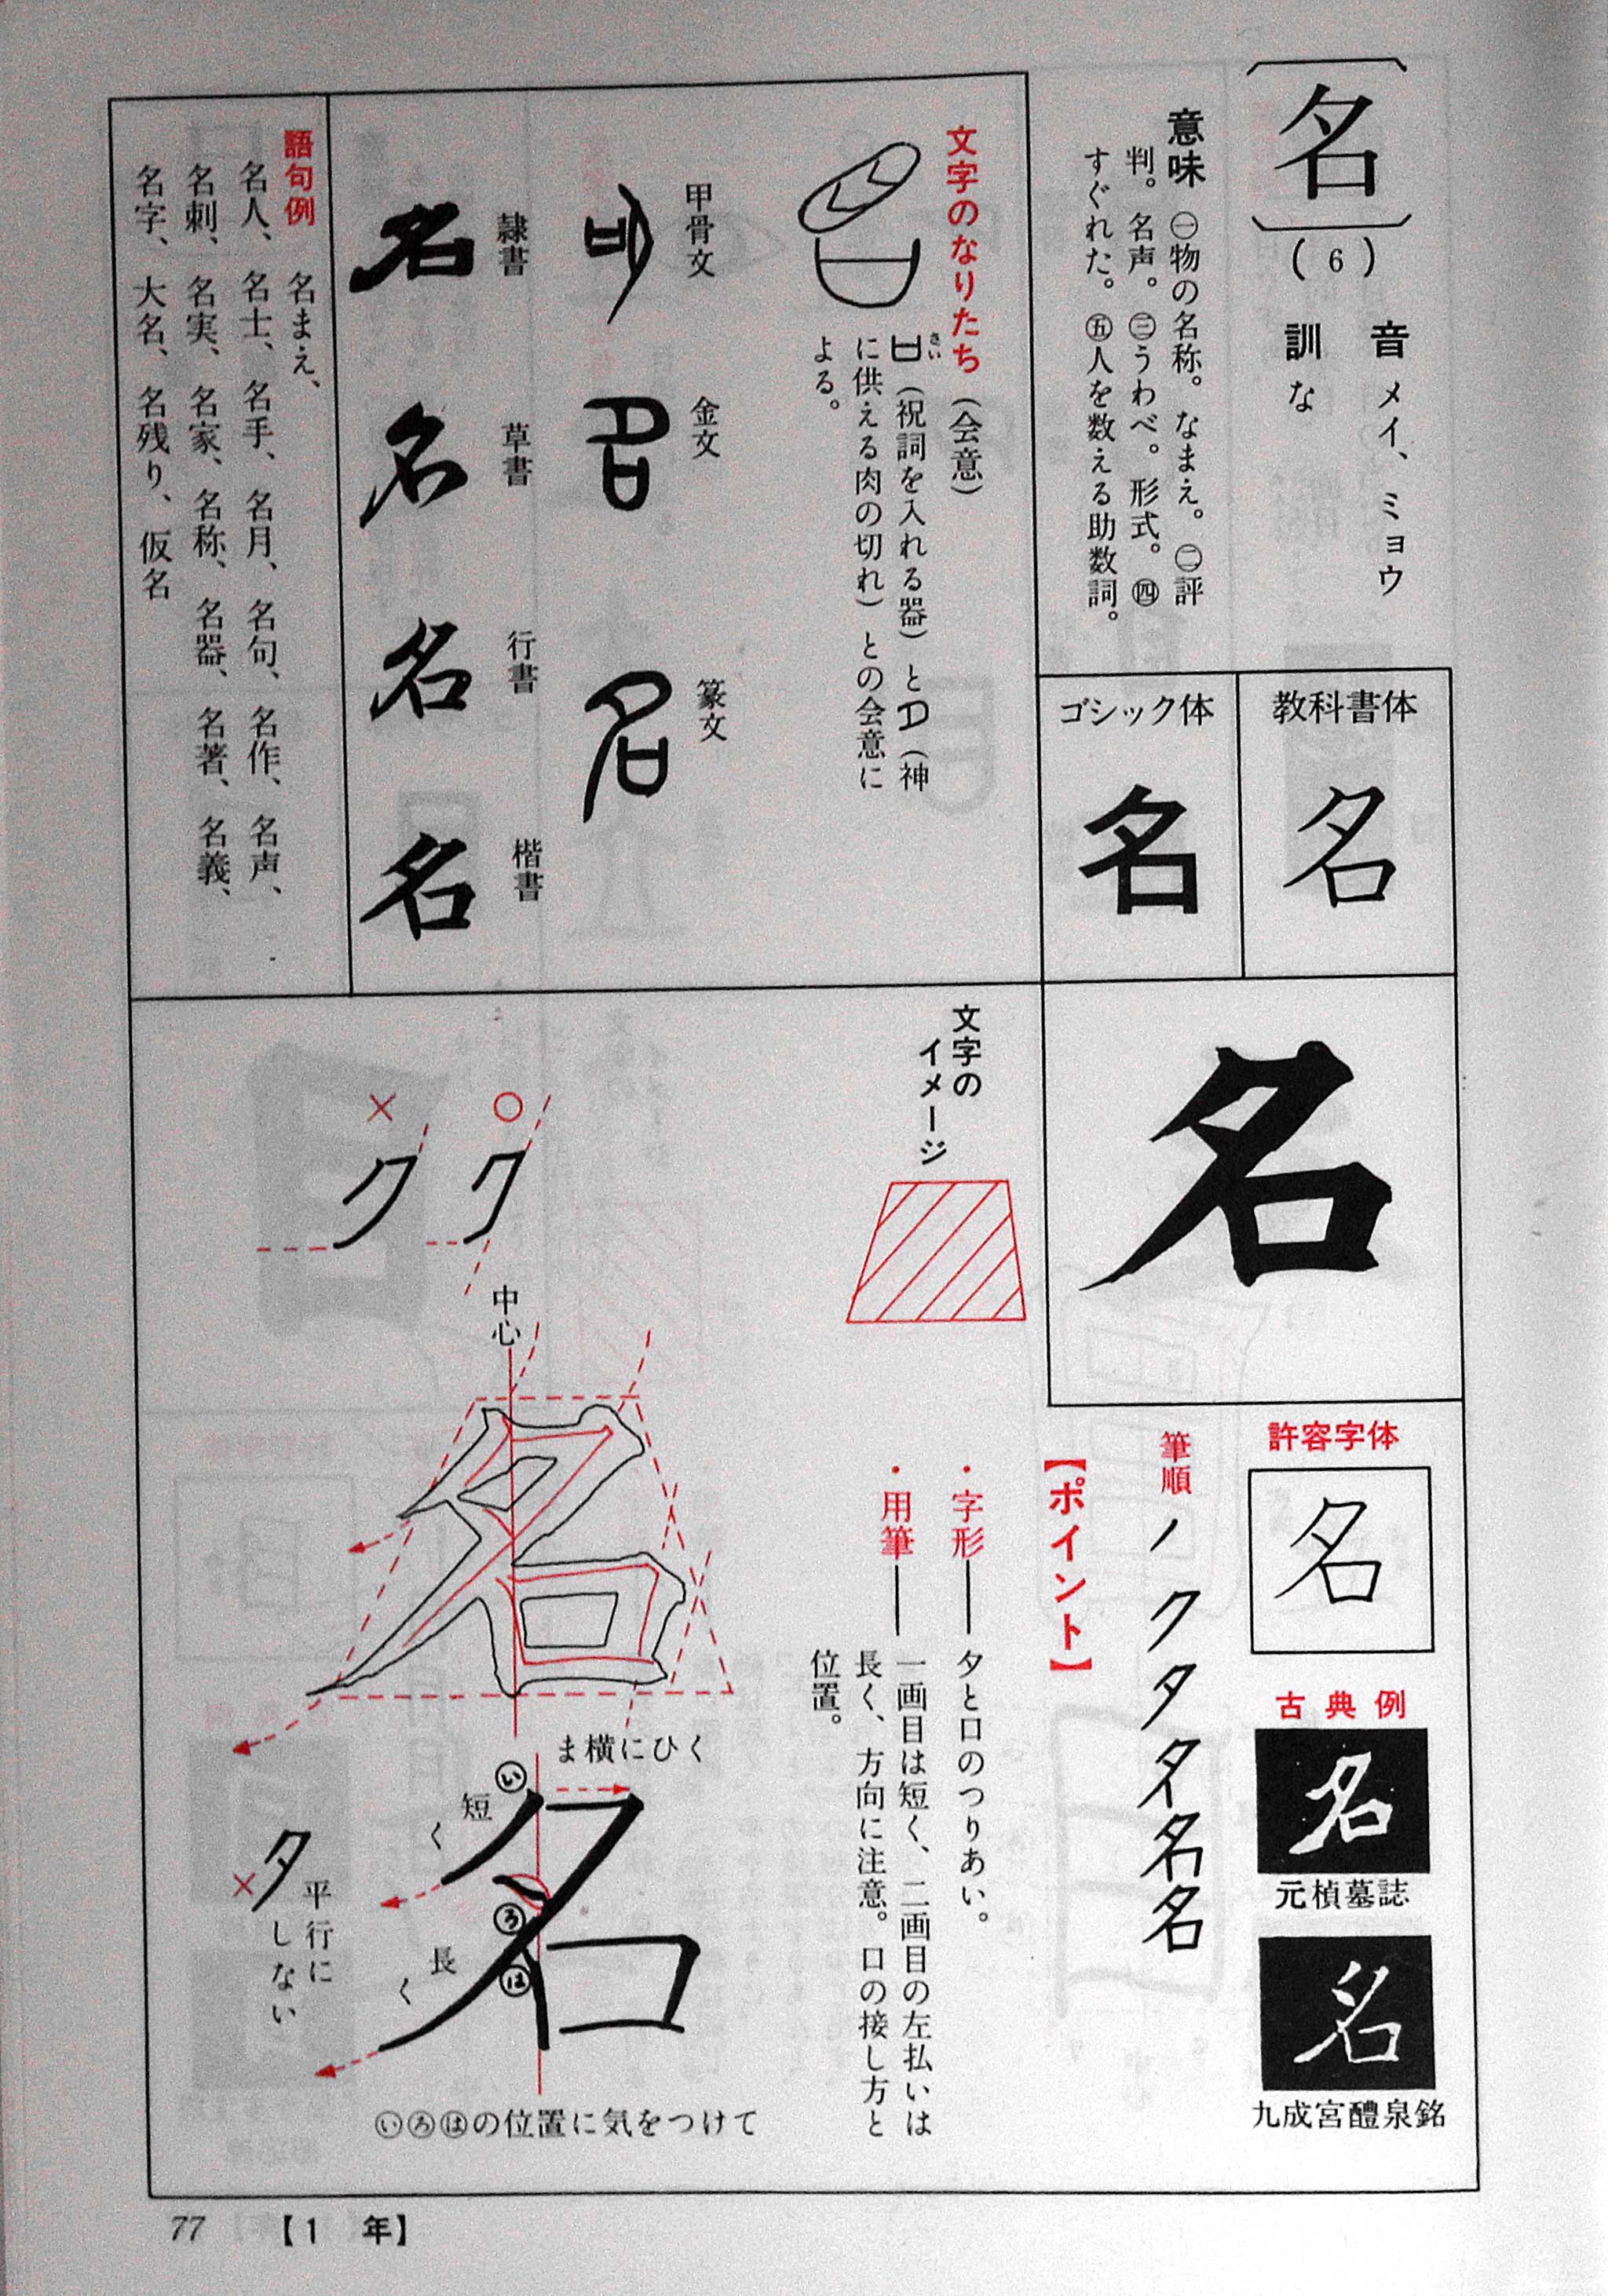 名
(6)
音 メイ、ミョウ
訓 な
意味 ㊀物の名称。なまえ。㊁評
判。名声。㊂うわべ。形式。㊃
すぐれた。㊄人を数える助数詞。
教科書体
名
ゴシック体
名
文字のなりたち(会意)
さい
(祝詞を入れる器)と
(神
に供える肉の切れ)との会意に
よる。
甲骨文
金文
篆文
隷書
名
草書
名
行書
名
楷書
名
語句例 名まえ、
名人、名士、名手、名月、名句、名作、名声、
名刺、名実、名家、名称、名器、名著、名義、
名字、大名、名残り、仮名
名
許容字体
名
古典例
名
元楨墓誌
名
九成宮醴泉銘
筆順 ノ ク タ 名 名
【ポイント】
・字形――夕と口のつりあい。
・用筆――一画目は短く、二画目の左払いは
長く、方向に注意。口の接し方と
位置。
文字の
イメージ
○
ク
×
ク
中心
名
ま横にひく
い
短く
ろ
は
長く
名
夕
×
平行に
しない
㋑㋺㋩の位置に気をつけて
77 【1 年】